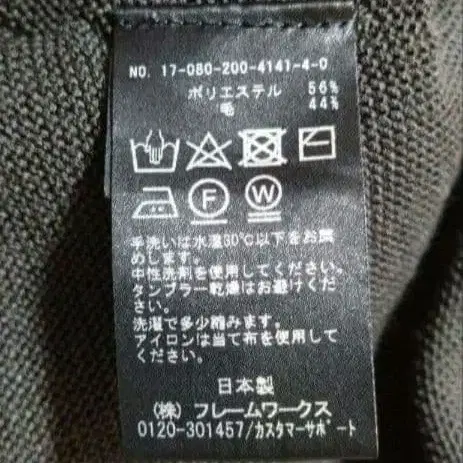 NO. 17-080-200-4141-4-0
ポリエステル 56%
毛 44%
F W
手洗いは水温30℃以下をお薦
めします。
中性洗剤を使用してください。
タンブラー乾燥はお避けくださ
い。
洗濯で多少縮みます。
アイロンは当て布を使用してく
ださい。
日本製
(株) フレームワークス
0120-301457/カスタマーサポート